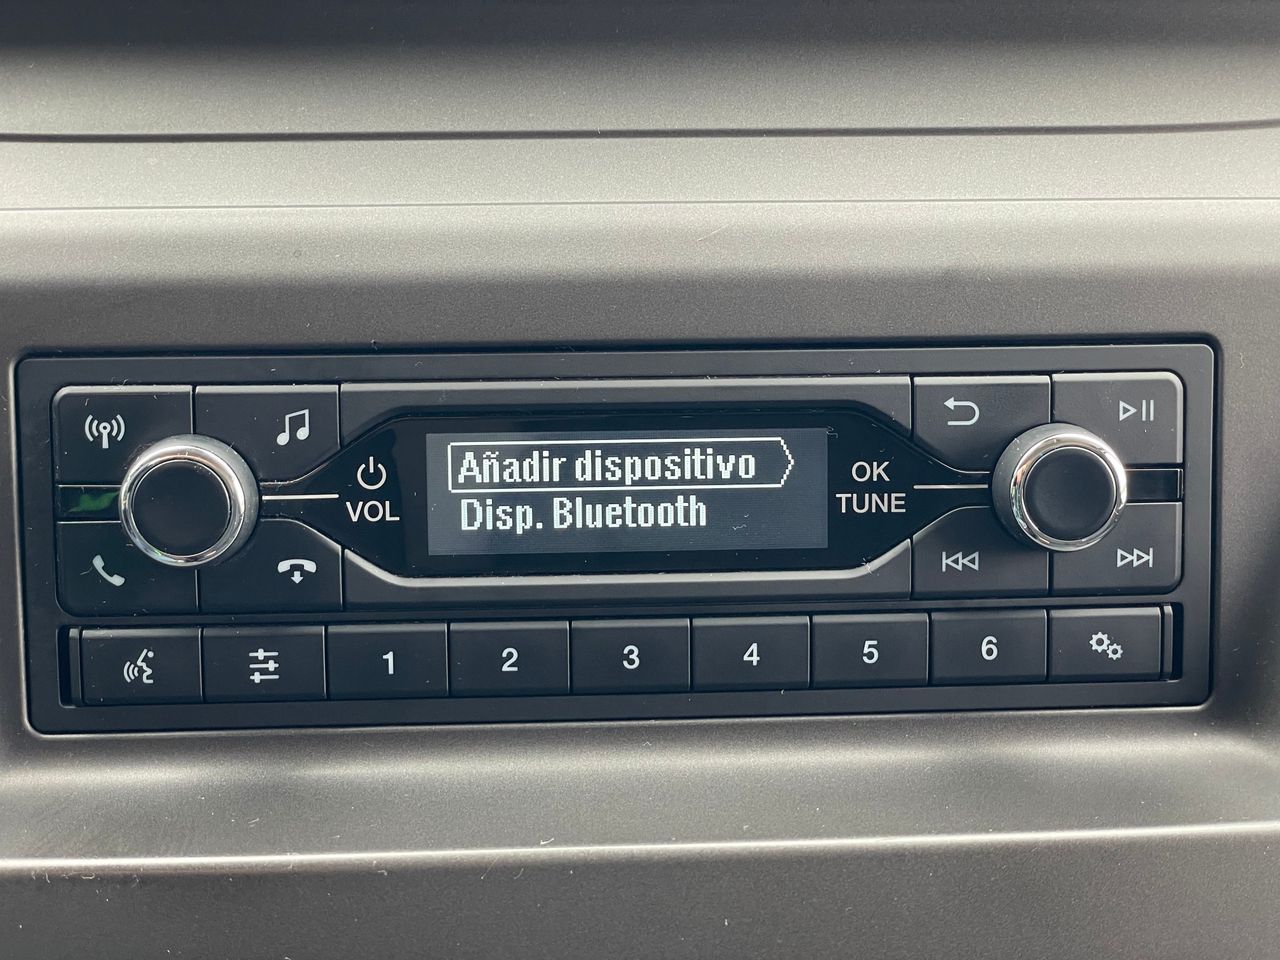 Añadir dispositivo
Disp. Bluetooth
VOL
OK
TUNE
1 2 3 4 5 6